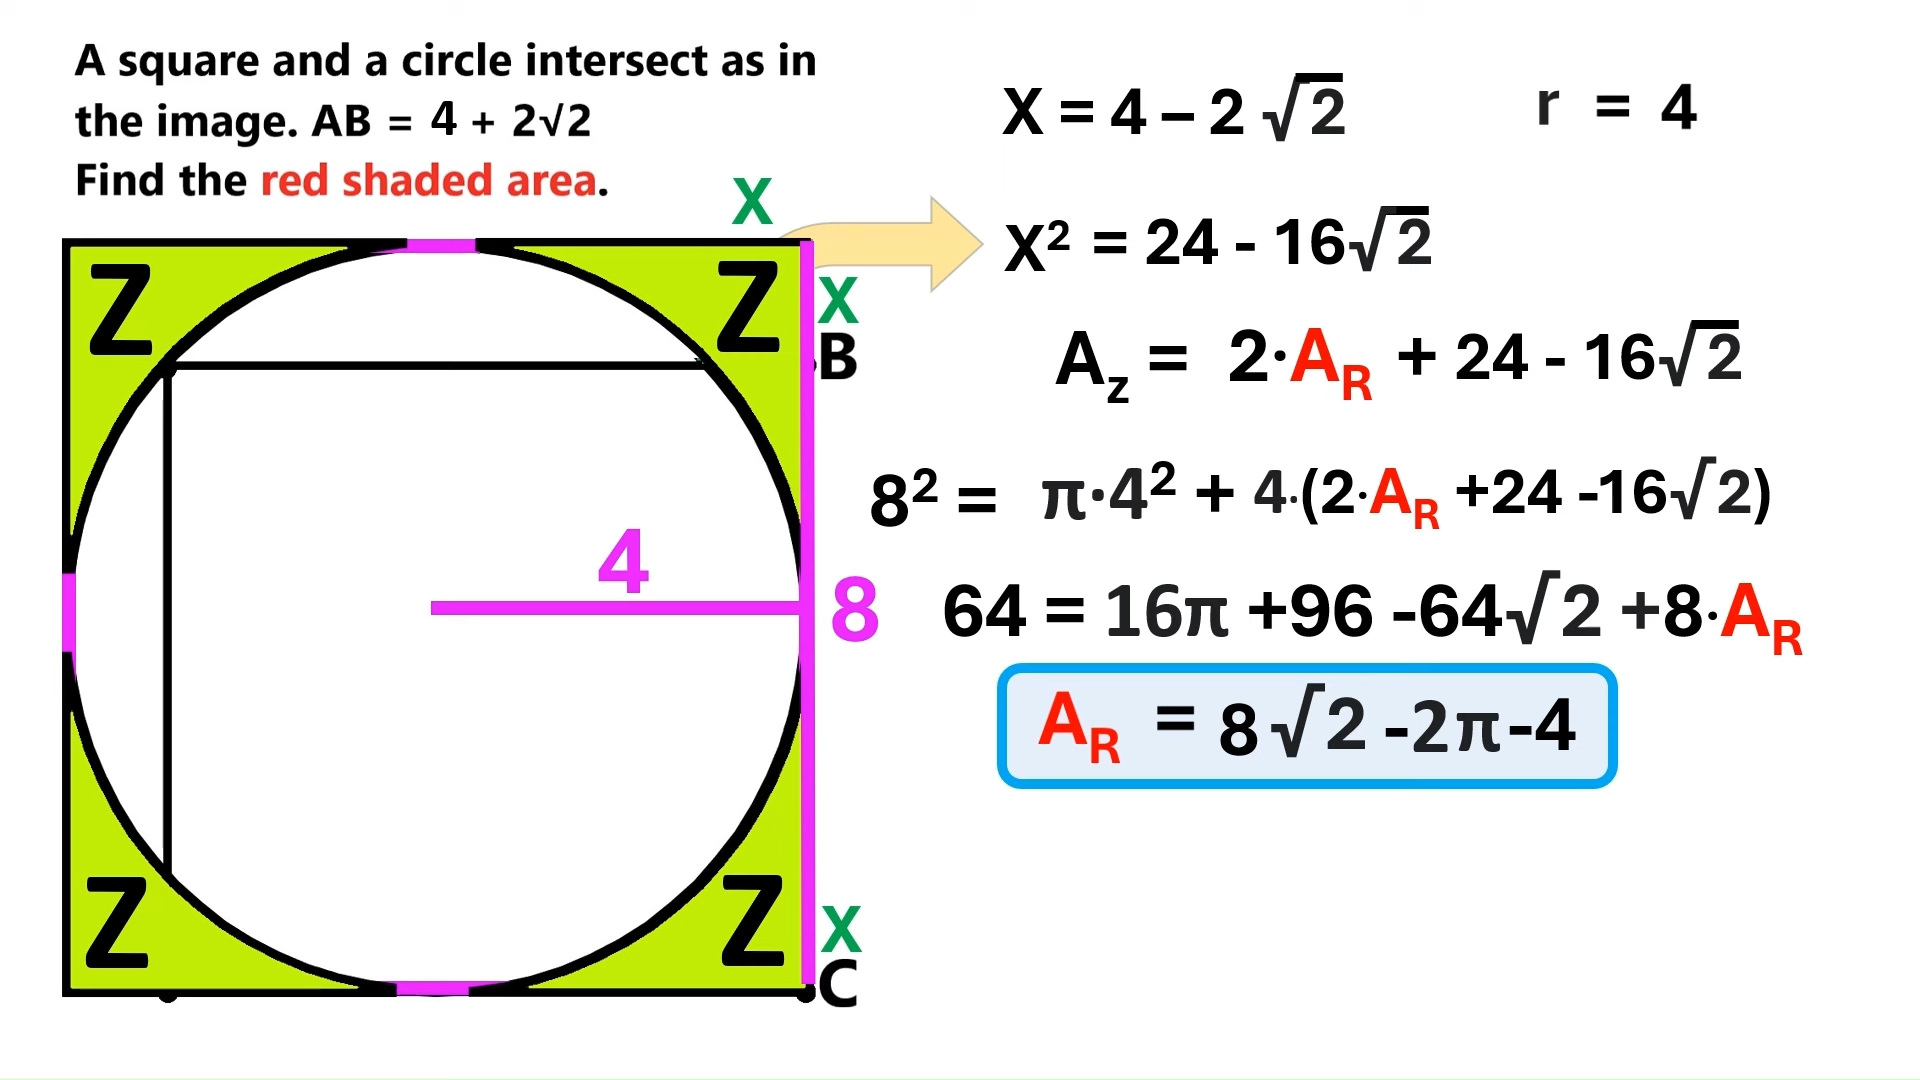 A square and a circle intersect as in
the image. AB = 4 + 2√2
Find the red shaded area.
X
Z
Z
X
B
4
8
Z
Z
X
C
X = 4 – 2 √2
r = 4
X² = 24 - 16√2
A_z = 2·A_R + 24 - 16√2
8² = π·4² + 4·(2·A_R +24 -16√2)
64 = 16π +96 -64√2 +8·A_R
A_R = 8√2 -2π-4